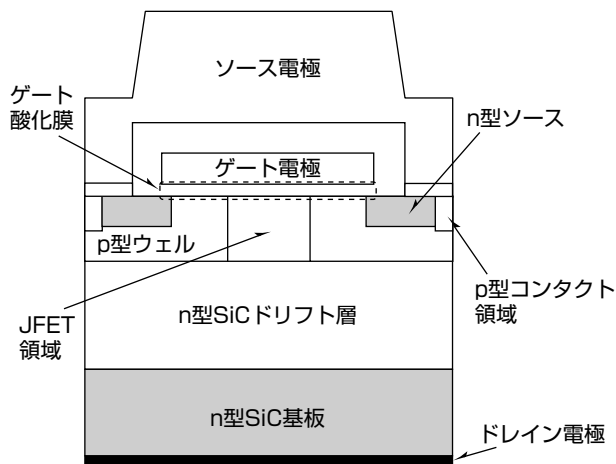 ソース電極
ゲート
酸化膜
n型ソース
ゲート電極
p型ウェル
p型コンタクト
領域
JFET
領域
n型SiCドリフト層
n型SiC基板
ドレイン電極